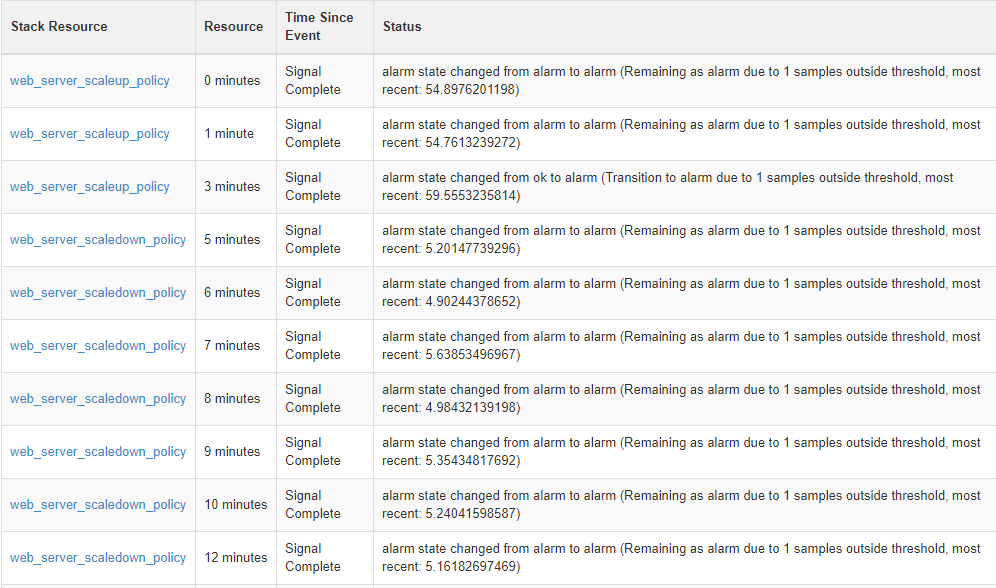 Stack Resource Resource Time Since Event Status
web_server_scaleup_policy 0 minutes Signal Complete alarm state changed from alarm to alarm (Remaining as alarm due to 1 samples outside threshold, most recent: 54.8976201198)
web_server_scaleup_policy 1 minute Signal Complete alarm state changed from alarm to alarm (Remaining as alarm due to 1 samples outside threshold, most recent: 54.7613239272)
web_server_scaleup_policy 3 minutes Signal Complete alarm state changed from ok to alarm (Transition to alarm due to 1 samples outside threshold, most recent: 59.5553235814)
web_server_scaledown_policy 5 minutes Signal Complete alarm state changed from alarm to alarm (Remaining as alarm due to 1 samples outside threshold, most recent: 5.20147739296)
web_server_scaledown_policy 6 minutes Signal Complete alarm state changed from alarm to alarm (Remaining as alarm due to 1 samples outside threshold, most recent: 4.90244378652)
web_server_scaledown_policy 7 minutes Signal Complete alarm state changed from alarm to alarm (Remaining as alarm due to 1 samples outside threshold, most recent: 5.63853496967)
web_server_scaledown_policy 8 minutes Signal Complete alarm state changed from alarm to alarm (Remaining as alarm due to 1 samples outside threshold, most recent: 4.98432139198)
web_server_scaledown_policy 9 minutes Signal Complete alarm state changed from alarm to alarm (Remaining as alarm due to 1 samples outside threshold, most recent: 5.35434817692)
web_server_scaledown_policy 10 minutes Signal Complete alarm state changed from alarm to alarm (Remaining as alarm due to 1 samples outside threshold, most recent: 5.24041598587)
web_server_scaledown_policy 12 minutes Signal Complete alarm state changed from alarm to alarm (Remaining as alarm due to 1 samples outside threshold, most recent: 5.16182697469)